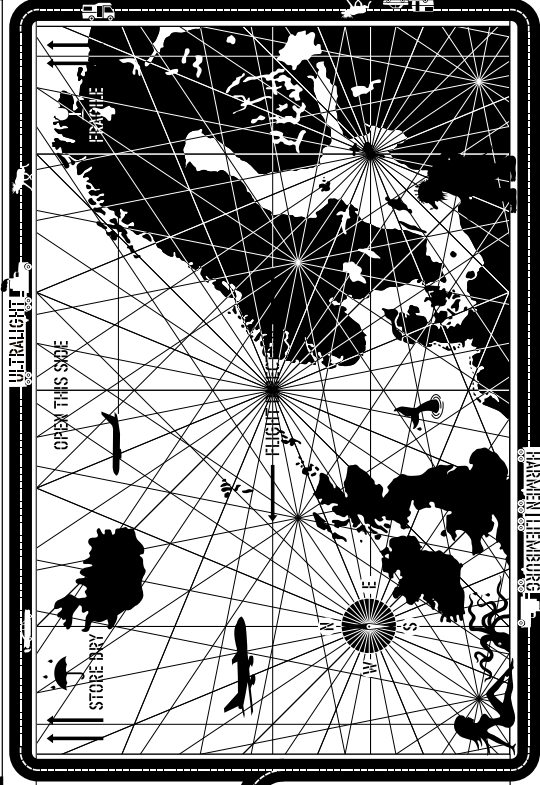 FRAGILE
ULTRALIGHT
OPEN THIS SIDE
FLIGHT
STORE DRY
HARMEN LIEMBURG
N
E
S
W